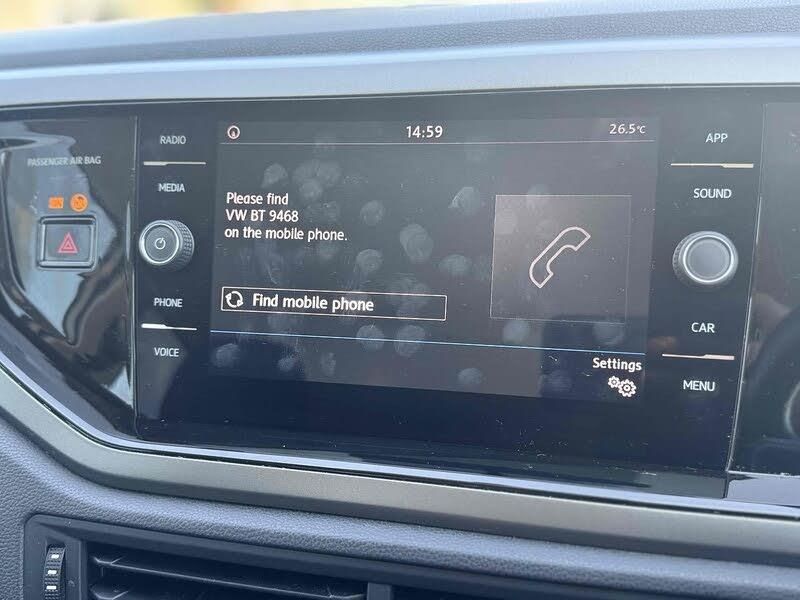 PASSENGER AIR BAG
RADIO
MEDIA
PHONE
VOICE
14:59
26.5°C
Please find
VW BT 9468
on the mobile phone.
Find mobile phone
Settings
APP
SOUND
CAR
MENU